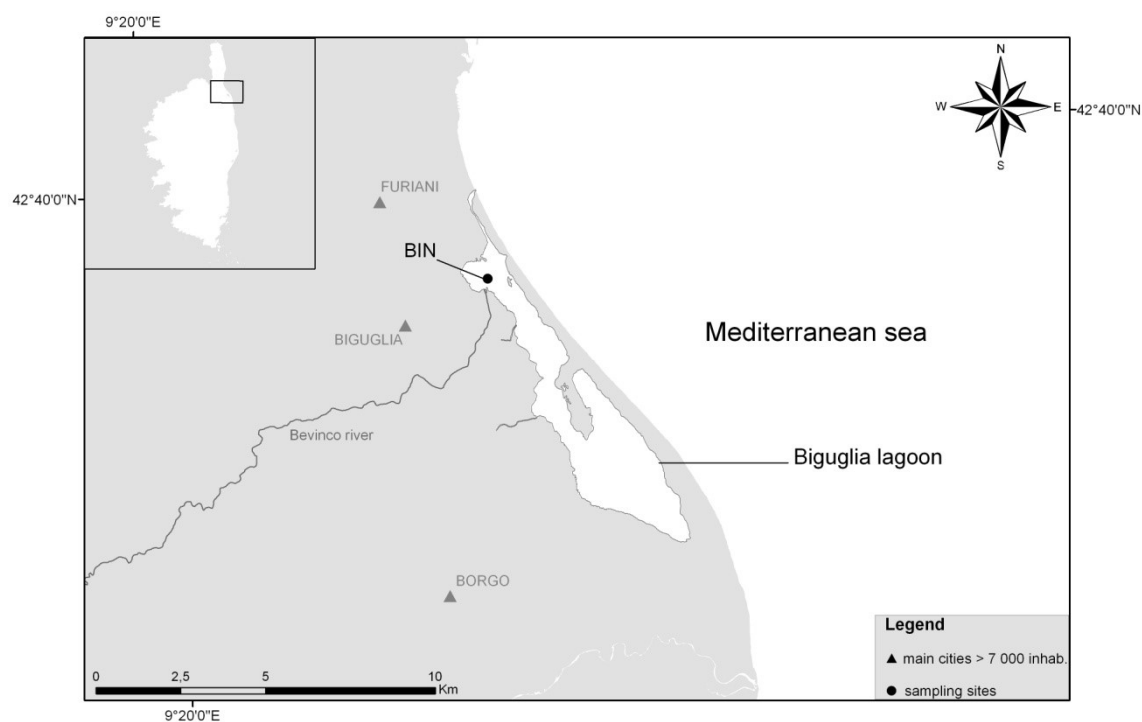 9°20'0"E
N
W
E
S
42°40'0"N
42°40'0"N
FURIANI
BIN
Mediterranean sea
BIGUGLIA
Bevinco river
Biguglia lagoon
BORGO
Legend
main cities > 7 000 inhab.
sampling sites
0 2,5 5 10
Km
9°20'0"E